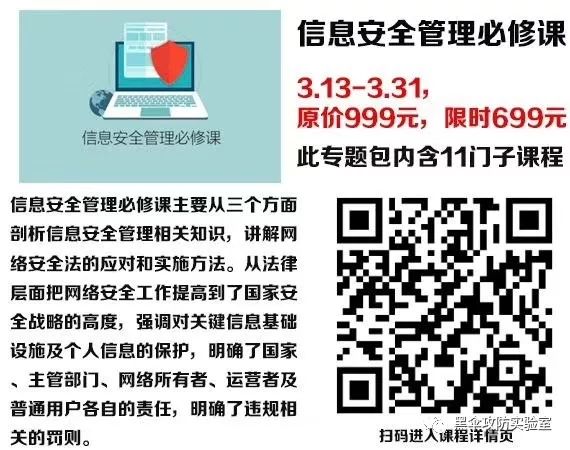 信息安全管理必修课
信息安全管理必修课
3.13-3.31，
原价999元，限时699元
此专题包内含11门子课程
信息安全管理必修课主要从三个方面
剖析信息安全管理相关知识，讲解网
络安全法的应对和实施方法。从法律
层面把网络安全工作提高到了国家安
全战略的高度，强调对关键信息基础
设施及个人信息的保护，明确了国家
、主管部门、网络所有者、运营者及
普通用户各自的责任，明确了违规相
关的罚则。
黑伞攻防实验室
扫码进入课程详情页